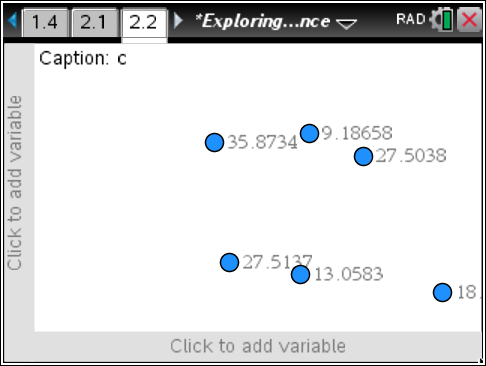 1.4 2.1 2.2 *Exploring...nce RAD
Caption: c
Click to add variable
9.18658
35.8734
27.5038
27.5137
13.0583
18.
Click to add variable